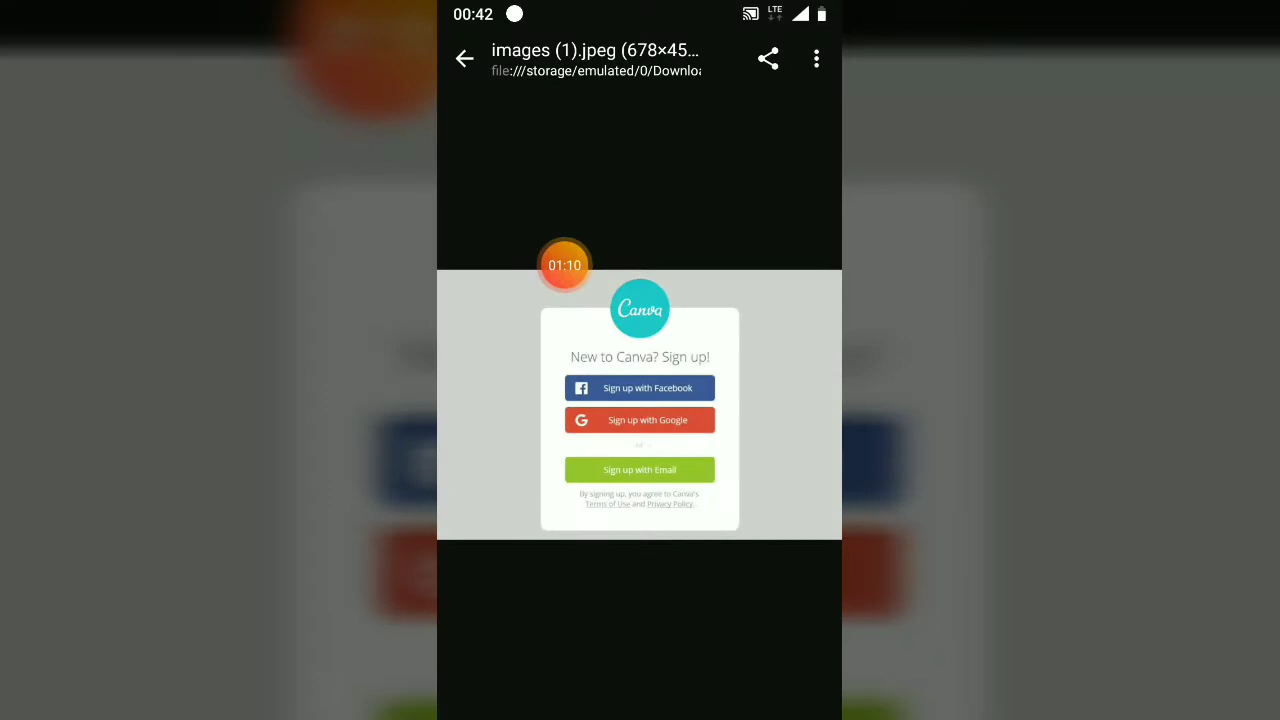 00:42
LTE
images (1).jpeg (678×45...
file:///storage/emulated/0/Downloa
01:10
Canva
New to Canva? Sign up!
Sign up with Facebook
G Sign up with Google
or
Sign up with Email
By signing up, you agree to Canva's
Terms of Use and Privacy Policy.